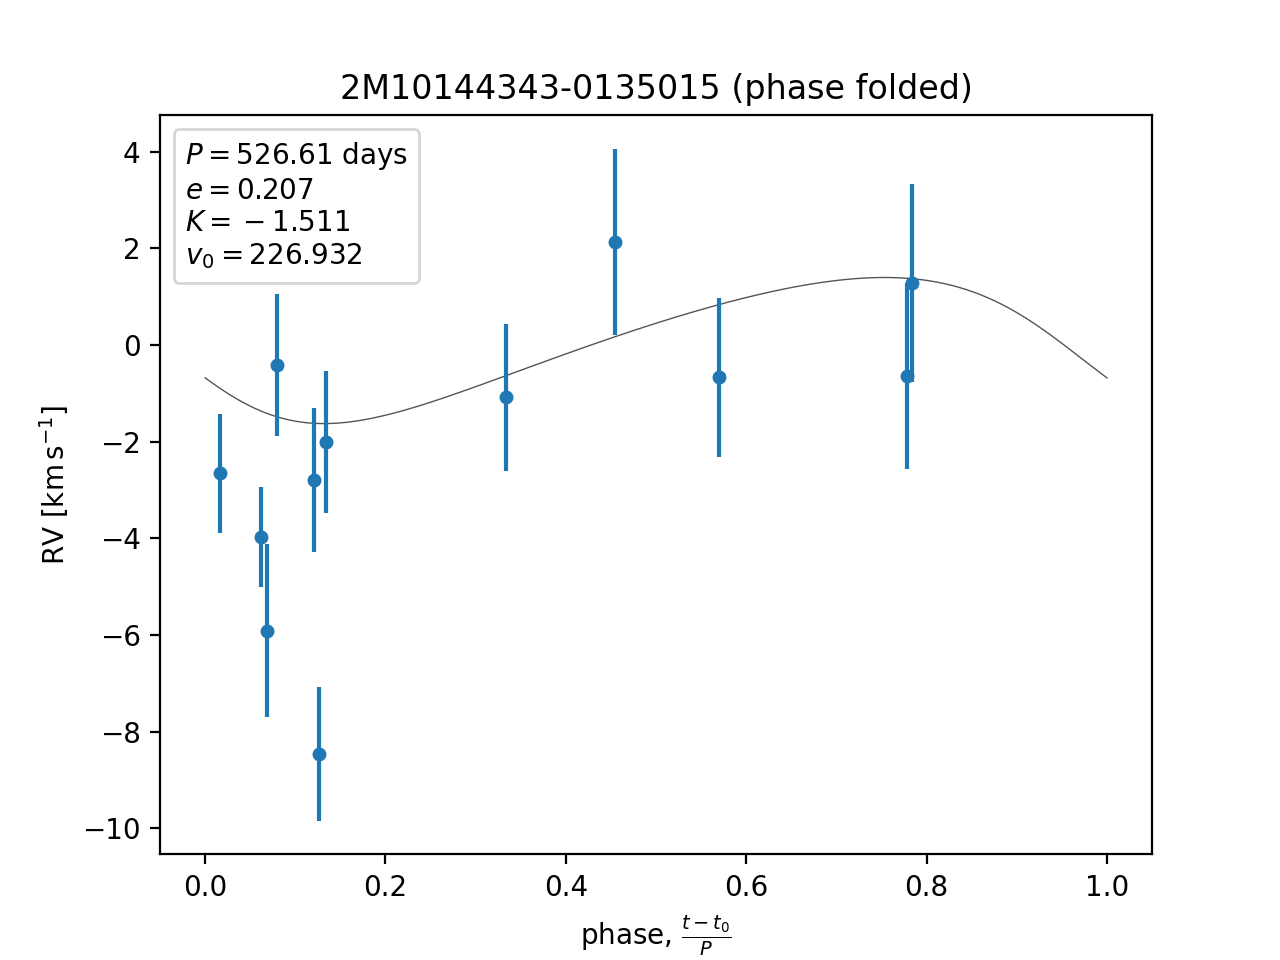 2M10144343-0135015 (phase folded)
P = 526.61 days
e = 0.207
K = −1.511
v₀ = 226.932
4
2
0
−2
−4
−6
−8
−10
RV [km s⁻¹]
0.0 0.2 0.4 0.6 0.8 1.0
phase, (t − t₀)/P